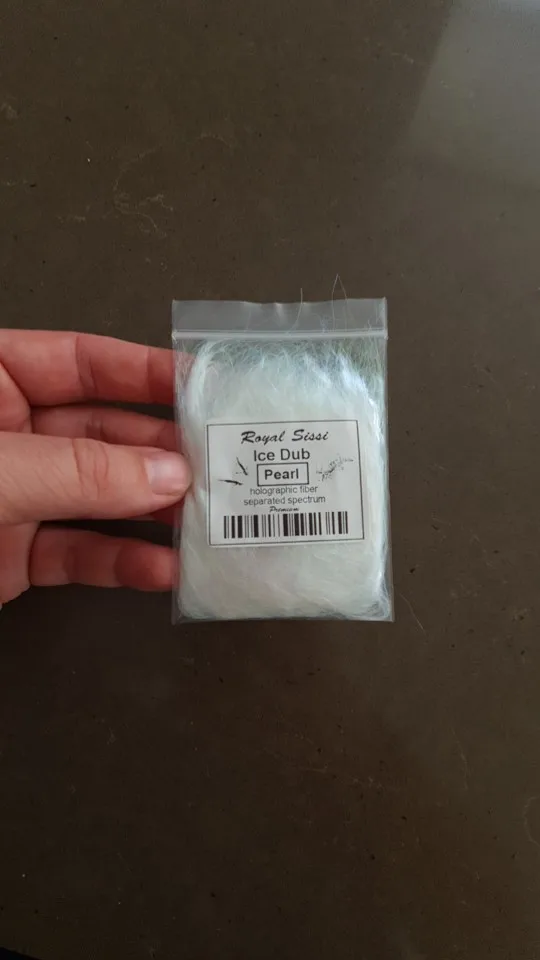 Royal Sissi
Ice Dub
Pearl
holographic fiber
separated spectrum
Premium